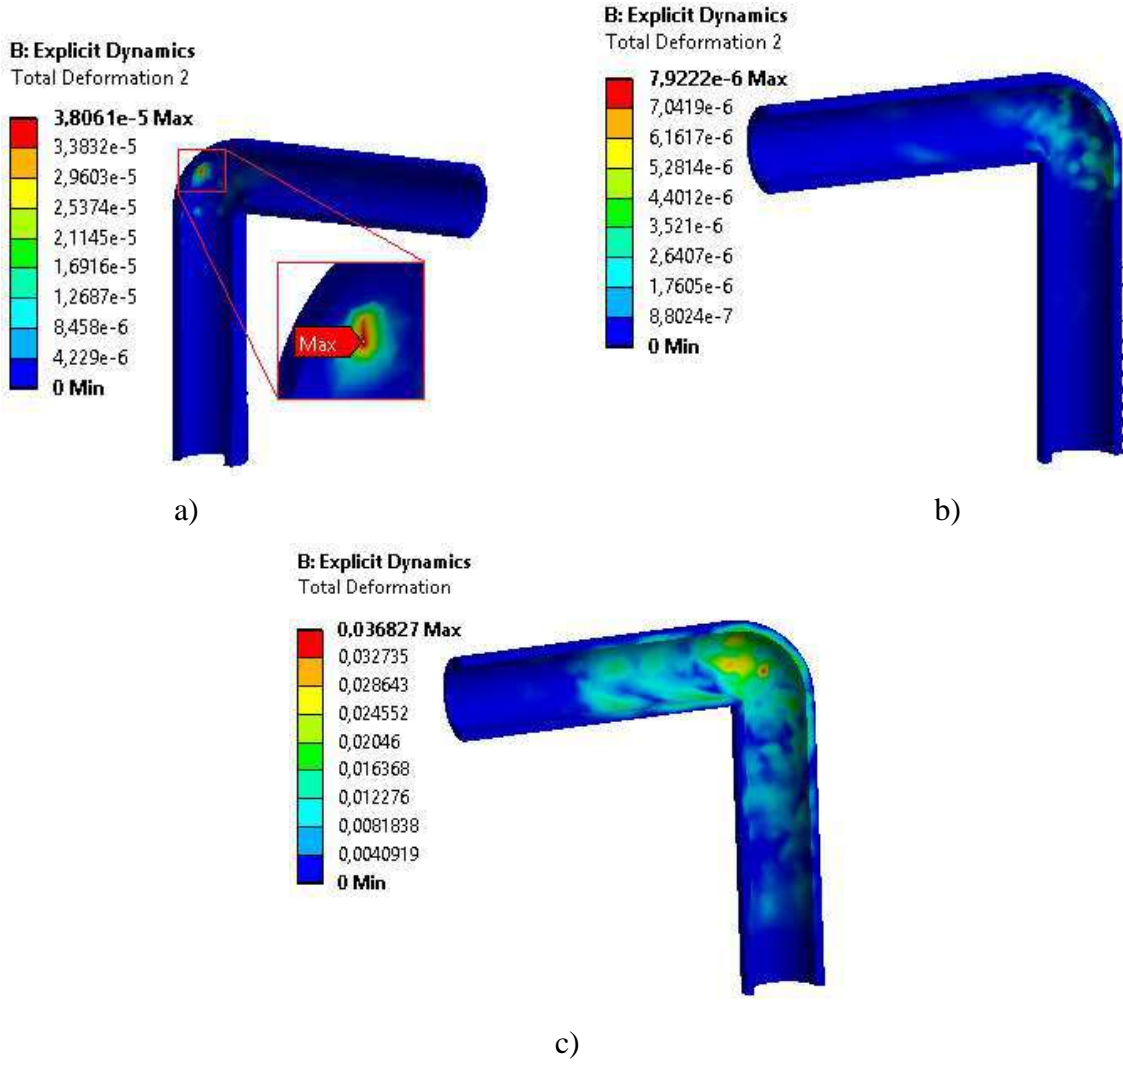 B: Explicit Dynamics
Total Deformation 2
3,8061e-5 Max
3,3832e-5
2,9603e-5
2,5374e-5
2,1145e-5
1,6916e-5
1,2687e-5
8,458e-6
4,229e-6
0 Min
Max
a)
B: Explicit Dynamics
Total Deformation 2
7,9222e-6 Max
7,0419e-6
6,1617e-6
5,2814e-6
4,4012e-6
3,521e-6
2,6407e-6
1,7605e-6
8,8024e-7
0 Min
b)
B: Explicit Dynamics
Total Deformation
0,036827 Max
0,032735
0,028643
0,024552
0,02046
0,016368
0,012276
0,0081838
0,0040919
0 Min
c)